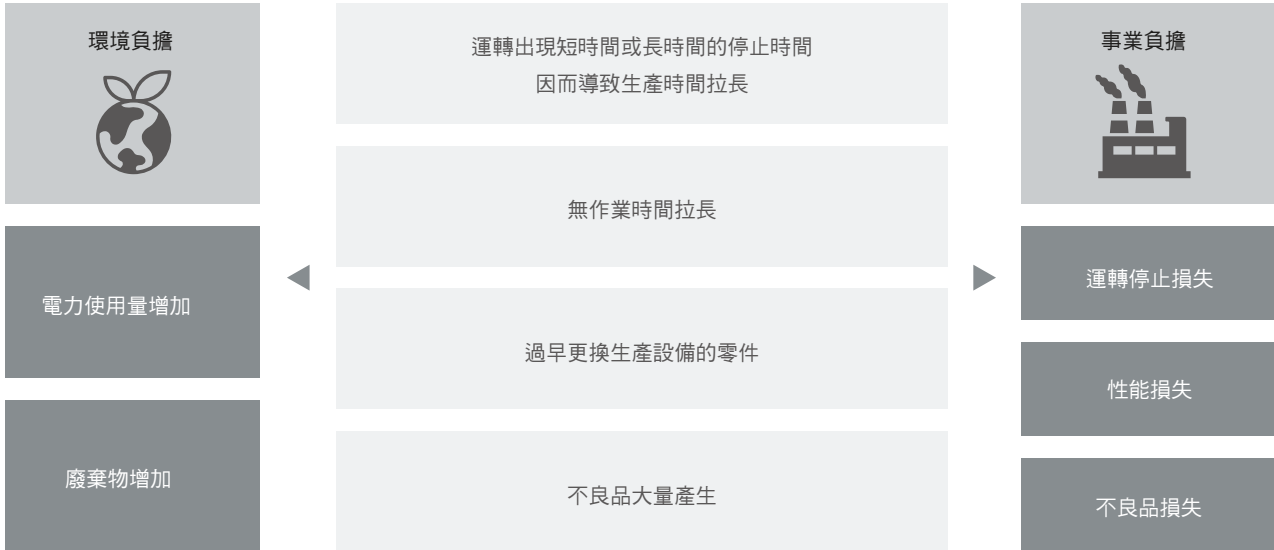 環境負擔
電力使用量增加
廢棄物增加
運轉出現短時間或長時間的停止時間
因而導致生產時間拉長
無作業時間拉長
過早更換生產設備的零件
不良品大量產生
事業負擔
運轉停止損失
性能損失
不良品損失